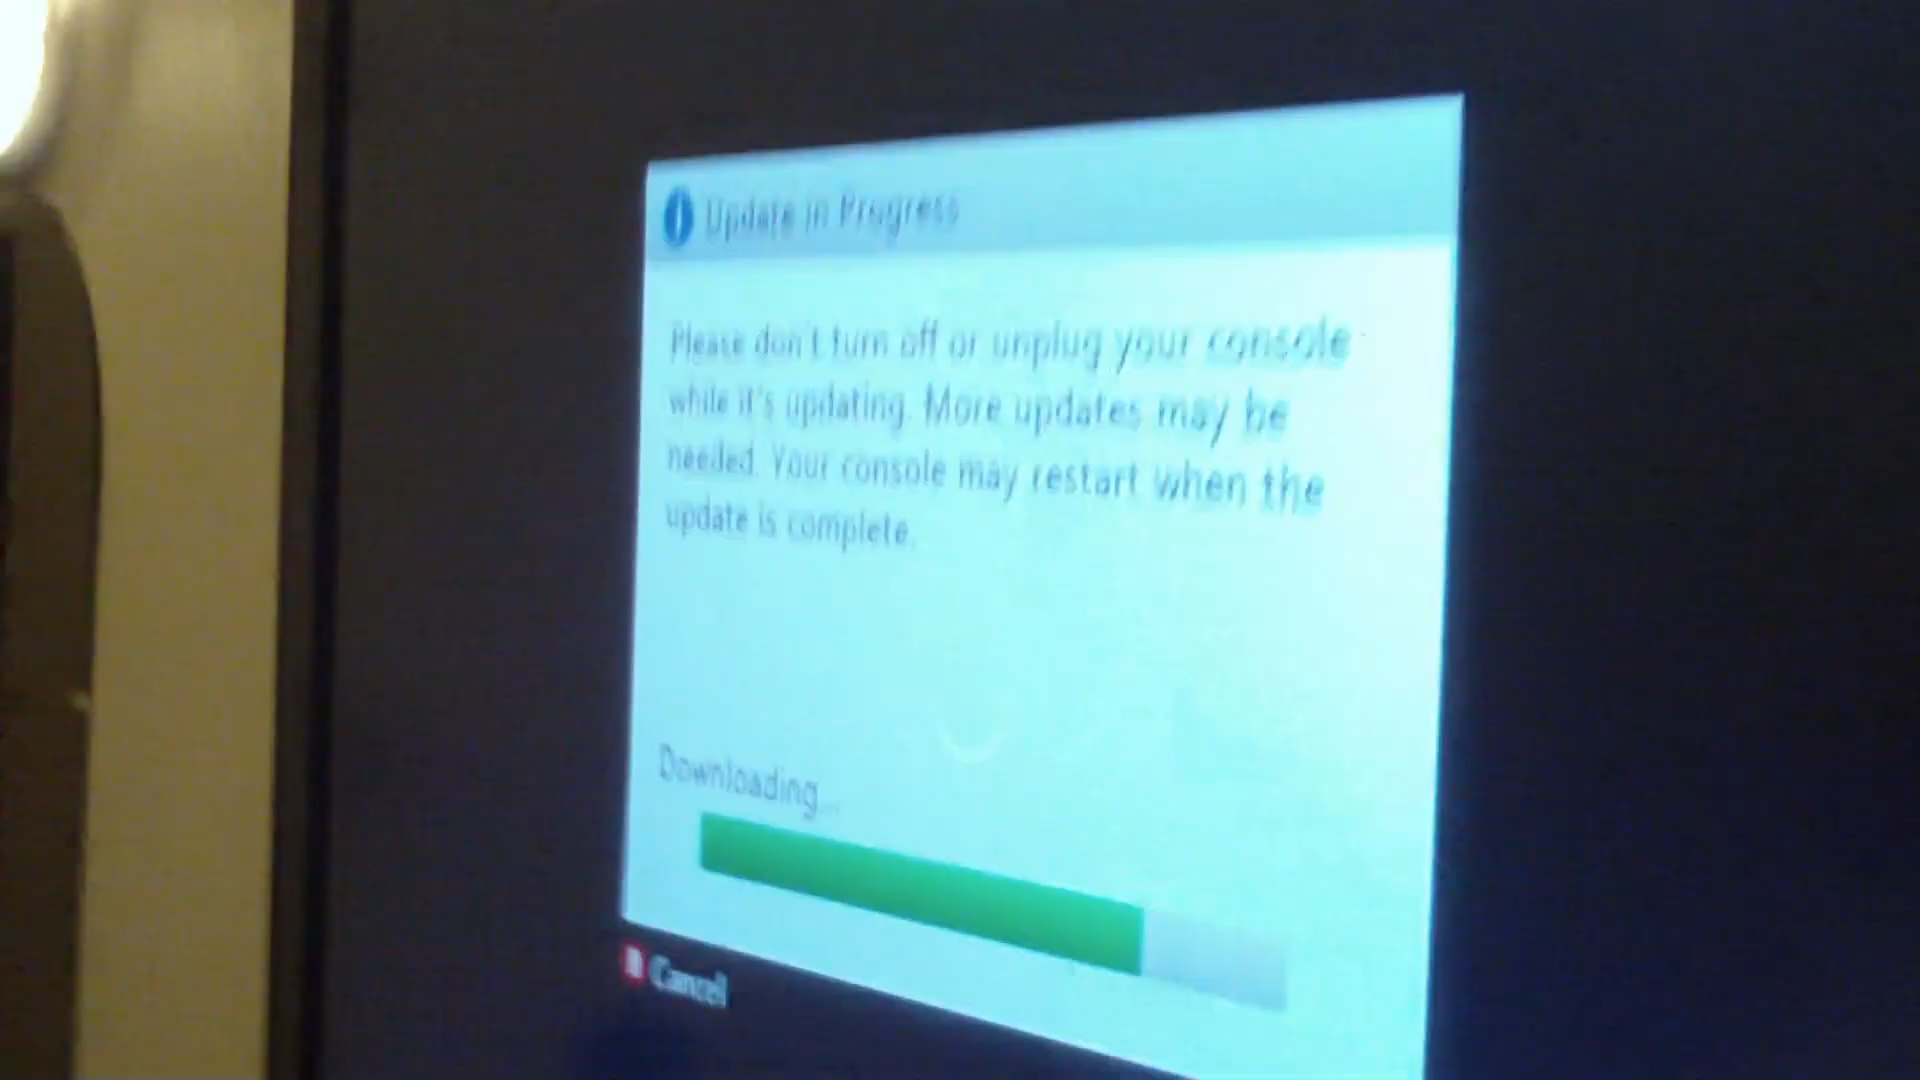 Update in Progress
Please don't turn off or unplug your console
while it's updating. More updates may be
needed. Your console may restart when the
update is complete.
Downloading...
B Cancel